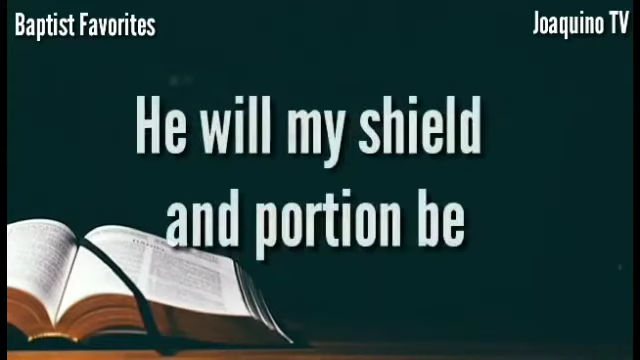 Baptist Favorites
Joaquino TV
He will my shield
and portion be